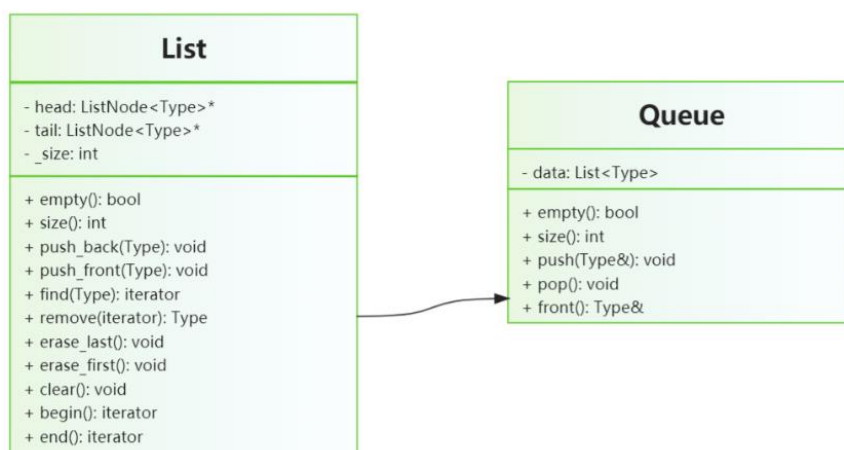 List
- head: ListNode<Type>*
- tail: ListNode<Type>*
- _size: int
+ empty(): bool
+ size(): int
+ push_back(Type): void
+ push_front(Type): void
+ find(Type): iterator
+ remove(iterator): Type
+ erase_last(): void
+ erase_first(): void
+ clear(): void
+ begin(): iterator
+ end(): iterator
Queue
- data: List<Type>
+ empty(): bool
+ size(): int
+ push(Type&): void
+ pop(): void
+ front(): Type&